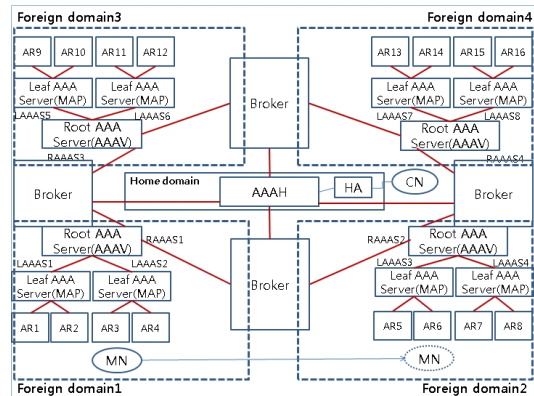 Foreign domain3
Foreign domain4
AR9
AR10
AR11
AR12
AR13
AR14
AR15
AR16
Leaf AAA
Server(MAP)
Leaf AAA
Server(MAP)
Broker
Leaf AAA
Server(MAP)
Leaf AAA
Server(MAP)
LAAAS5
LAAAS6
LAAAS7
LAAAS8
Root AAA
Server(AAAV)
Root AAA
Server(AAAV)
RAAAS3
RAAAS4
Broker
Home domain
AAAH
HA
CN
Broker
Root AAA
Server(AAAV)
RAAAS1
RAAAS2
Root AAA
Server(AAAV)
LAAAS1
LAAAS2
LAAAS3
LAAAS4
Leaf AAA
Server(MAP)
Leaf AAA
Server(MAP)
Broker
Leaf AAA
Server(MAP)
Leaf AAA
Server(MAP)
AR1
AR2
AR3
AR4
AR5
AR6
AR7
AR8
MN
MN
Foreign domain1
Foreign domain2